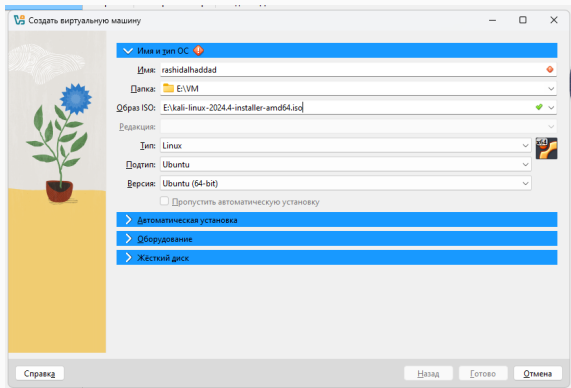 Создать виртуальную машину
Имя и тип ОС
Имя: rashidalhaddad
Папка: E:\VM
Образ ISO: E:\kali-linux-2024.4-installer-amd64.iso
Редакция:
Тип: Linux
x64
Подтип: Ubuntu
Версия: Ubuntu (64-bit)
Пропустить автоматическую установку
Автоматическая установка
Оборудование
Жёсткий диск
Справка Назад Готово Отмена